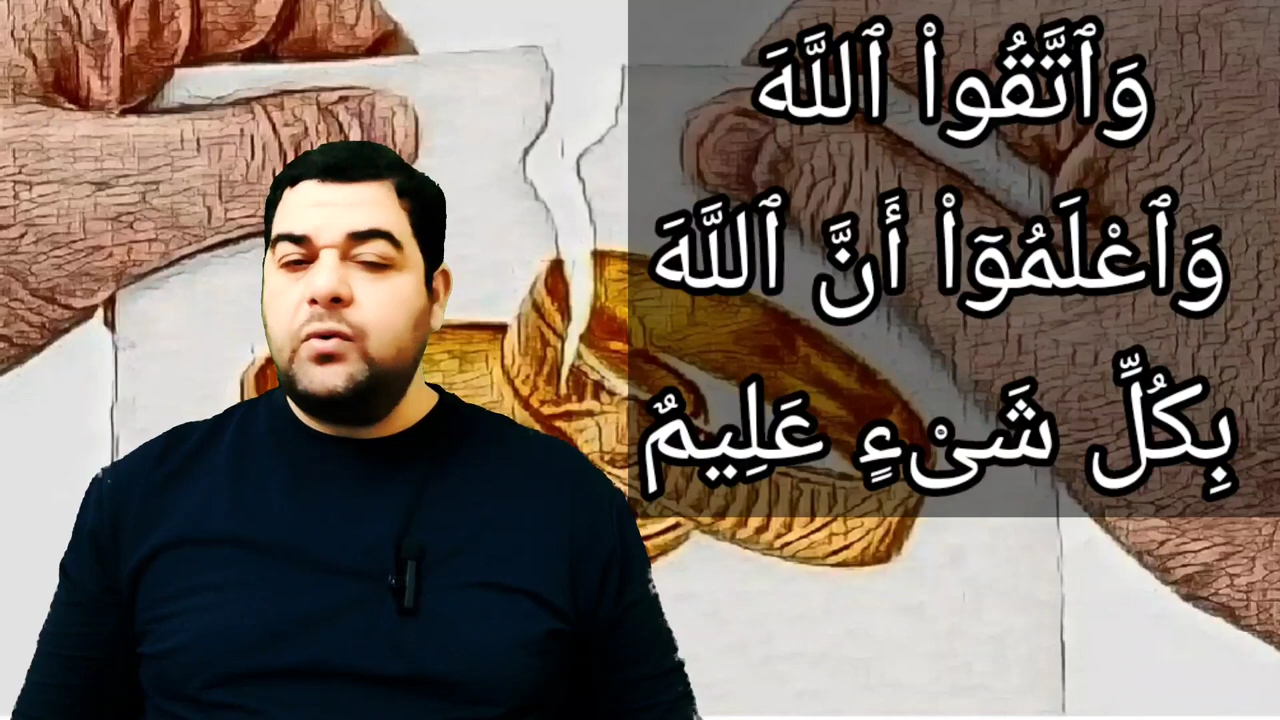 وَٱتَّقُوا۟ ٱللَّهَ
وَٱعْلَمُوٓا۟ أَنَّ ٱللَّهَ
بِكُلِّ شَىْءٍ عَلِيمٌ